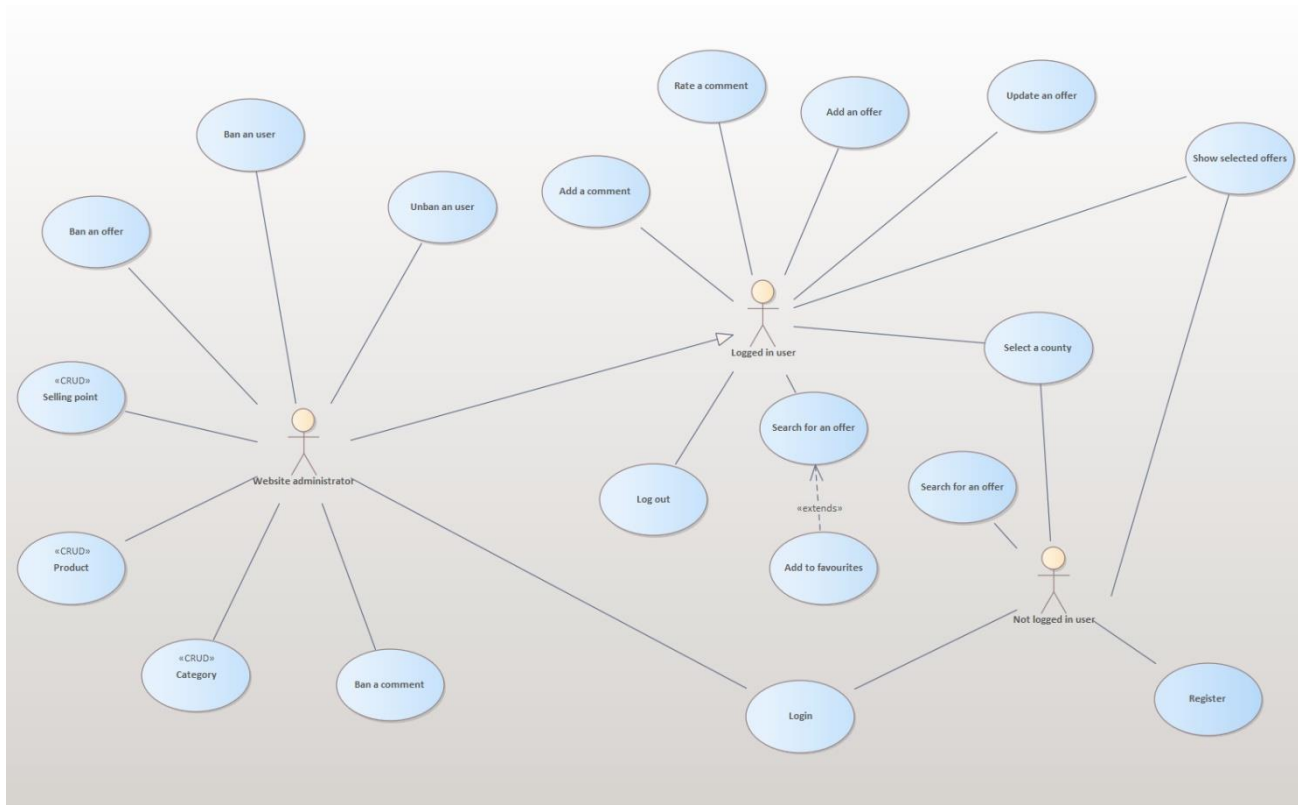 Rate a comment
Add an offer
Update an offer
Ban an user
Show selected offers
Add a comment
Unban an user
Ban an offer
Logged in user
Select a county
«CRUD»
Selling point
Search for an offer
Website administrator
Log out
Search for an offer
«extends»
«CRUD»
Product
Add to favourites
Not logged in user
«CRUD»
Category
Ban a comment
Login
Register